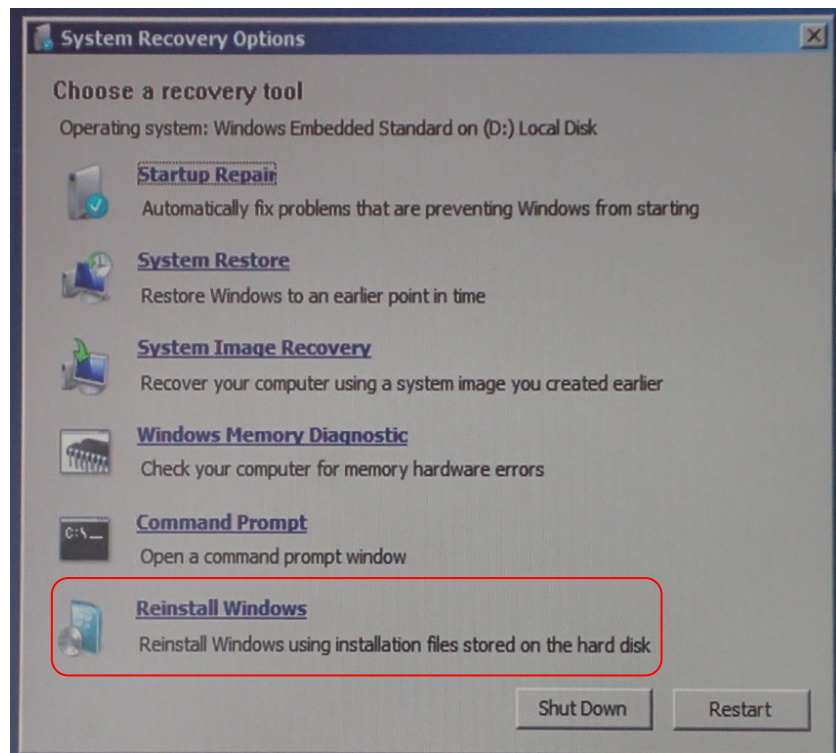 System Recovery Options
Choose a recovery tool
Operating system: Windows Embedded Standard on (D:) Local Disk
Startup Repair
Automatically fix problems that are preventing Windows from starting
System Restore
Restore Windows to an earlier point in time
System Image Recovery
Recover your computer using a system image you created earlier
Windows Memory Diagnostic
Check your computer for memory hardware errors
C:\_
Command Prompt
Open a command prompt window
Reinstall Windows
Reinstall Windows using installation files stored on the hard disk
Shut Down Restart